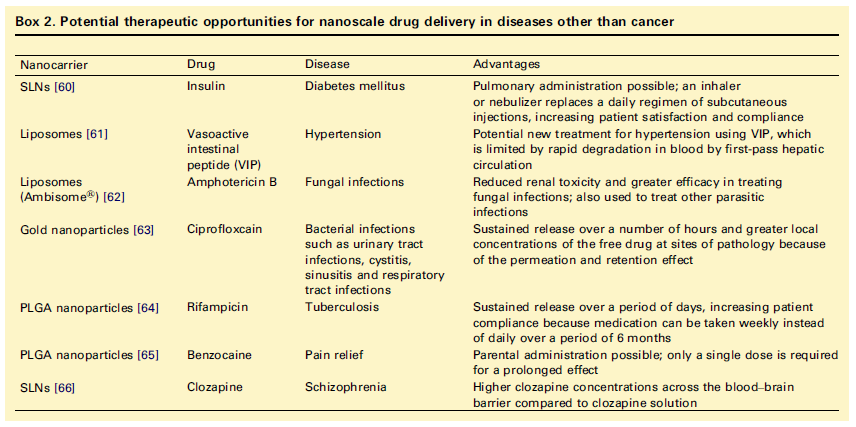 Box 2. Potential therapeutic opportunities for nanoscale drug delivery in diseases other than cancer
Nanocarrier Drug Disease Advantages
SLNs [60] Insulin Diabetes mellitus Pulmonary administration possible; an inhaler
or nebulizer replaces a daily regimen of subcutaneous
injections, increasing patient satisfaction and compliance
Liposomes [61] Vasoactive Hypertension Potential new treatment for hypertension using VIP, which
intestinal is limited by rapid degradation in blood by first-pass hepatic
peptide (VIP) circulation
Liposomes Amphotericin B Fungal infections Reduced renal toxicity and greater efficacy in treating
(Ambisome®) [62] fungal infections; also used to treat other parasitic
infections
Gold nanoparticles [63] Ciprofloxcain Bacterial infections Sustained release over a number of hours and greater local
such as urinary tract concentrations of the free drug at sites of pathology because
infections, cystitis, of the permeation and retention effect
sinusitis and respiratory
tract infections
PLGA nanoparticles [64] Rifampicin Tuberculosis Sustained release over a period of days, increasing patient
compliance because medication can be taken weekly instead
of daily over a period of 6 months
PLGA nanoparticles [65] Benzocaine Pain relief Parental administration possible; only a single dose is required
for a prolonged effect
SLNs [66] Clozapine Schizophrenia Higher clozapine concentrations across the blood–brain
barrier compared to clozapine solution